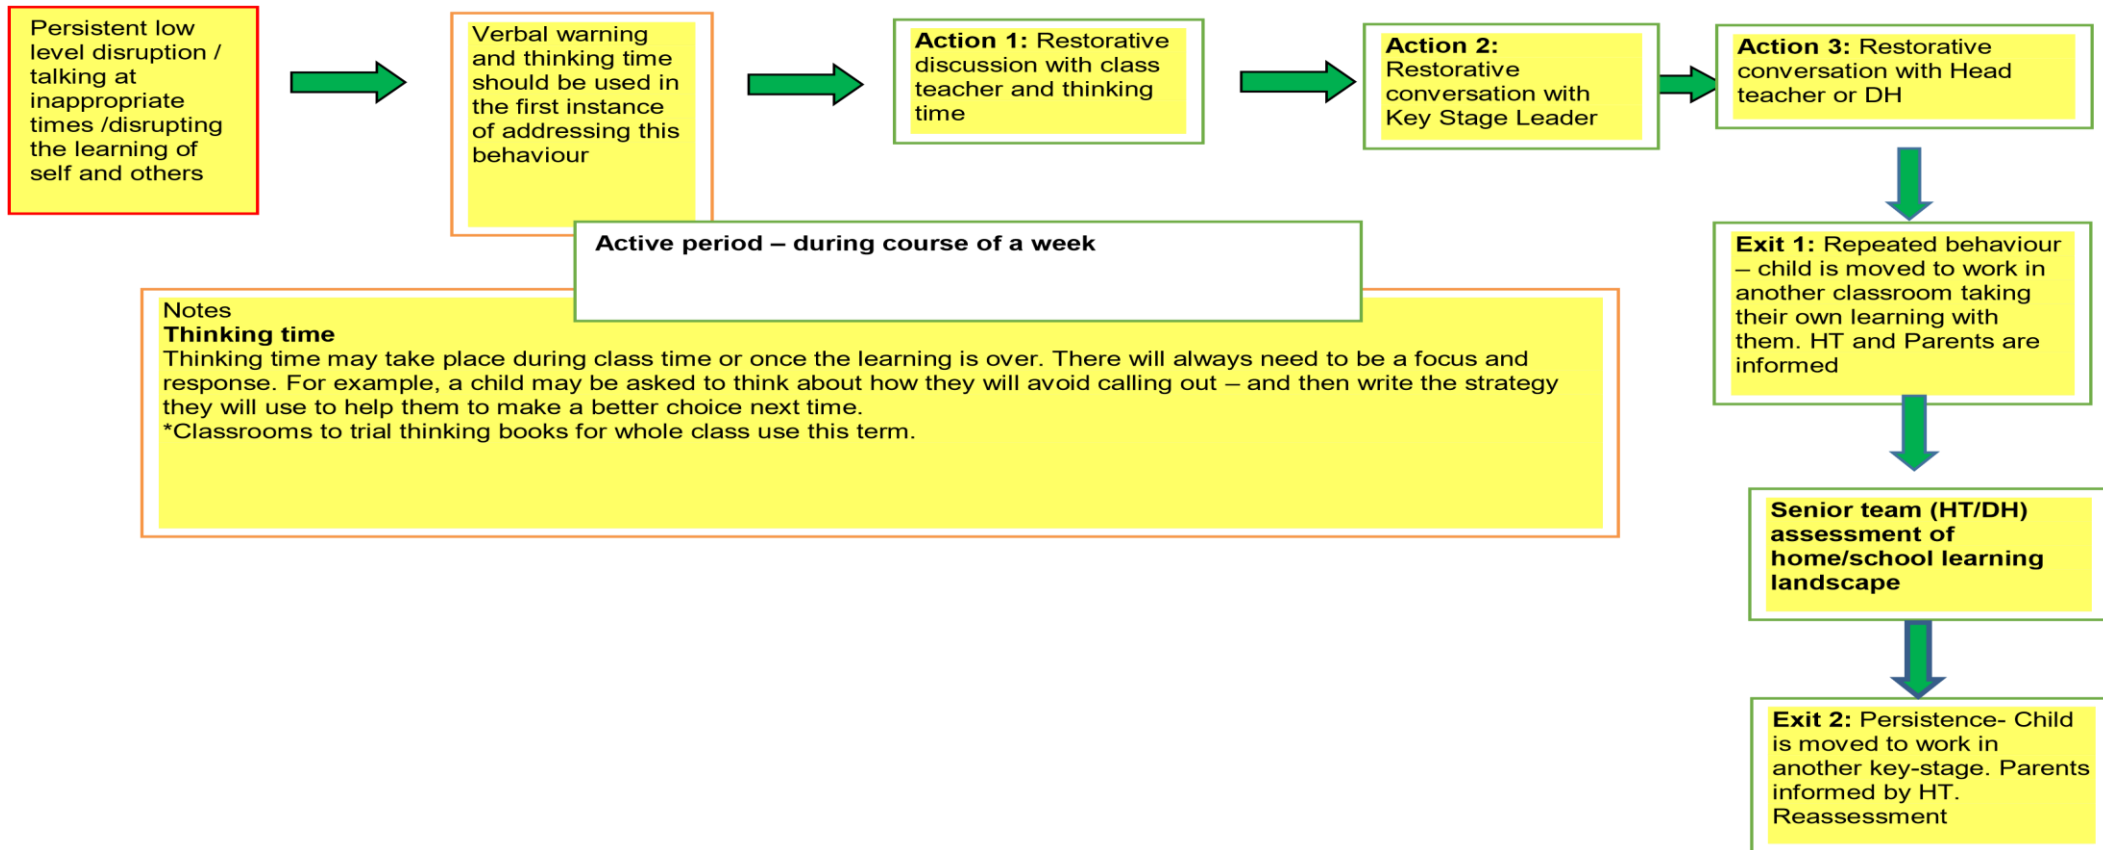 Persistent low
level disruption /
talking at
inappropriate
times /disrupting
the learning of
self and others
Verbal warning
and thinking time
should be used in
the first instance
of addressing this
behaviour
Action 1: Restorative
discussion with class
teacher and thinking
time
Action 2:
Restorative
conversation with
Key Stage Leader
Action 3: Restorative
conversation with Head
teacher or DH
Active period – during course of a week
Exit 1: Repeated behaviour
– child is moved to work in
another classroom taking
their own learning with
them. HT and Parents are
informed
Notes
Thinking time
Thinking time may take place during class time or once the learning is over. There will always need to be a focus and
response. For example, a child may be asked to think about how they will avoid calling out – and then write the strategy
they will use to help them to make a better choice next time.
*Classrooms to trial thinking books for whole class use this term.
Senior team (HT/DH)
assessment of
home/school learning
landscape
Exit 2: Persistence- Child
is moved to work in
another key-stage. Parents
informed by HT.
Reassessment